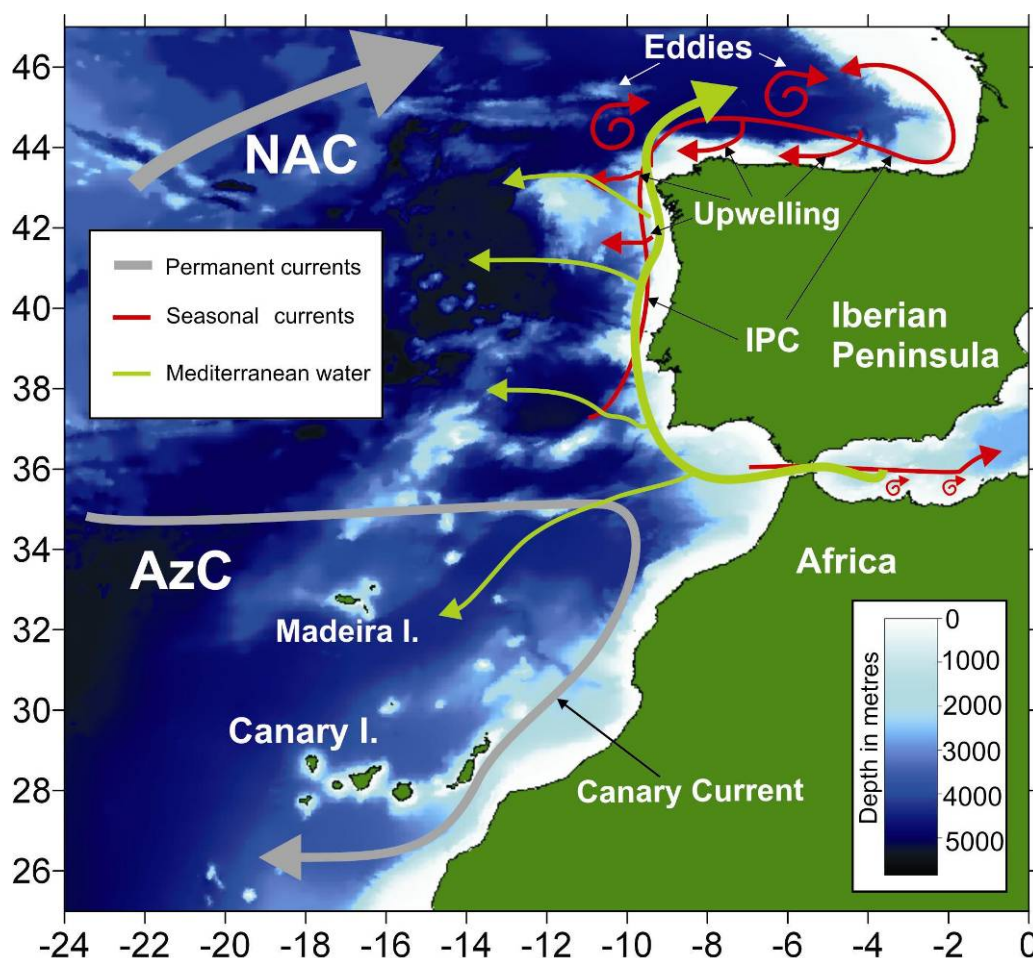 46
44
42
40
38
36
34
32
30
28
26
Eddies
NAC
Upwelling
Permanent currents
Seasonal currents
Mediterranean water
IPC
Iberian
Peninsula
AzC
Africa
Madeira I.
Canary I.
Canary Current
Depth in metres
0
1000
2000
3000
4000
5000
-24 -22 -20 -18 -16 -14 -12 -10 -8 -6 -4 -2 0